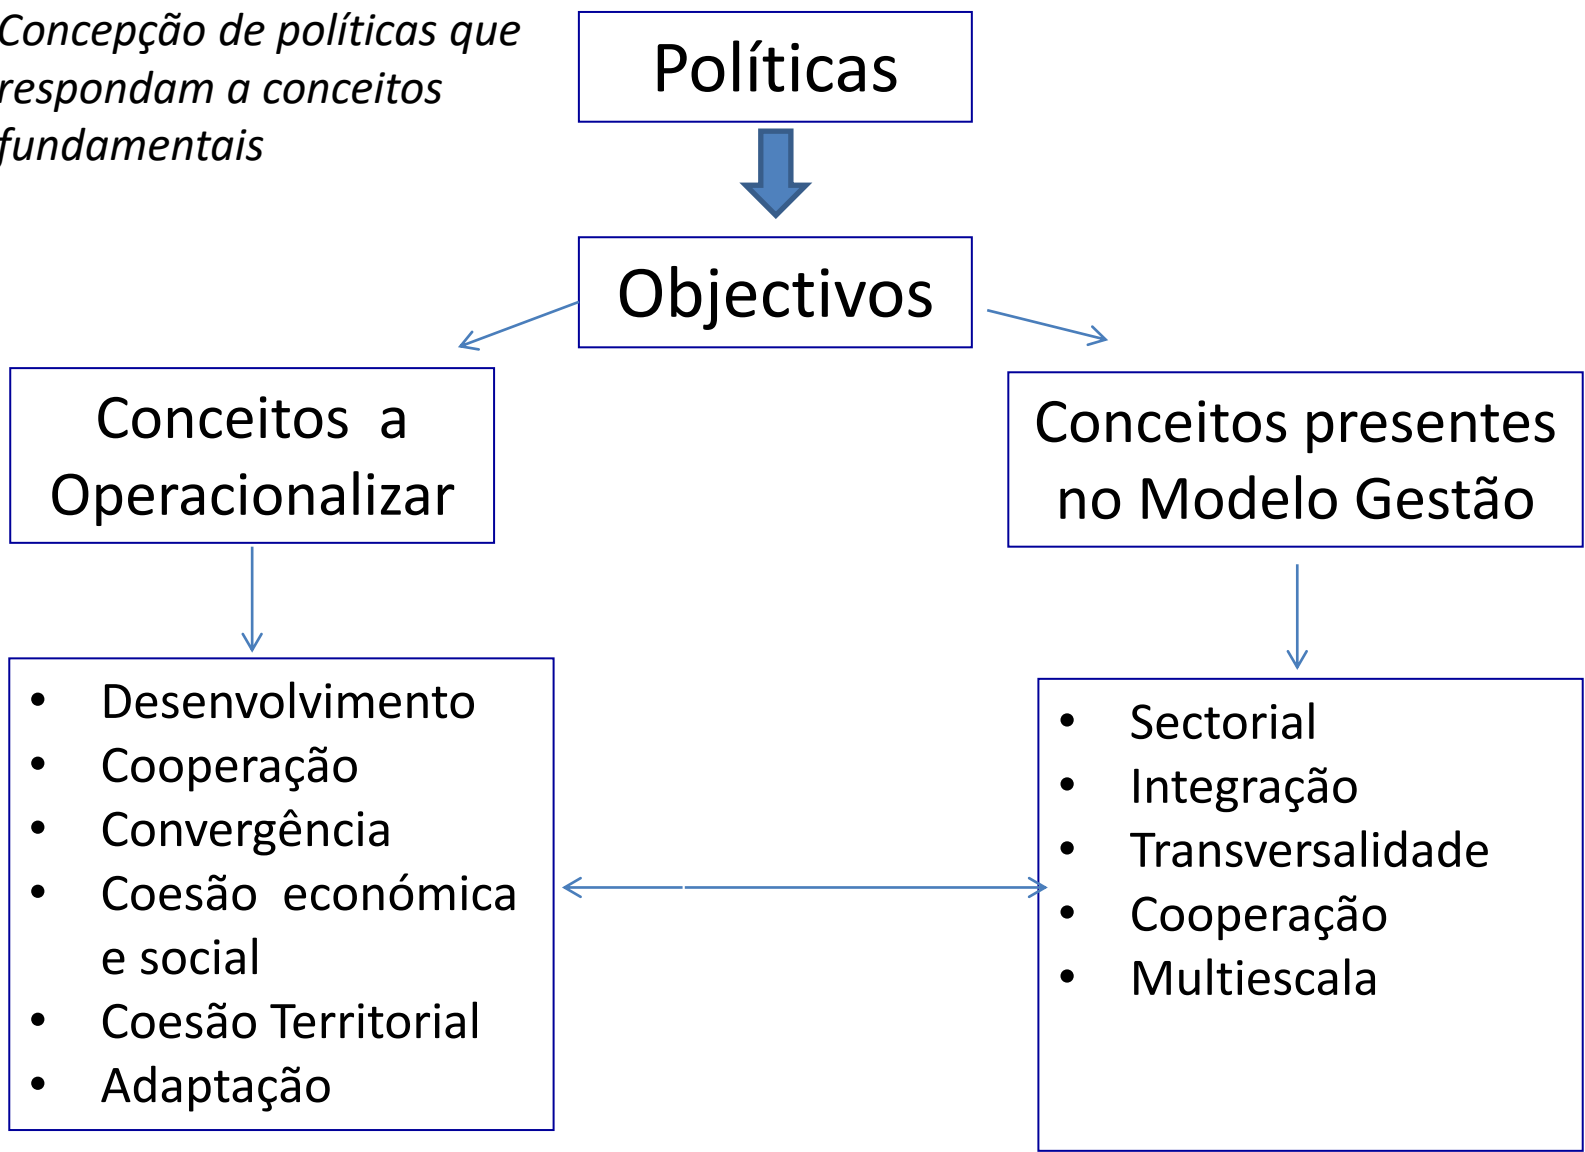 Concepção de políticas que
respondam a conceitos
fundamentais
Políticas
Objectivos
Conceitos a
Operacionalizar
Conceitos presentes
no Modelo Gestão
• Desenvolvimento
• Cooperação
• Convergência
• Coesão económica
e social
• Coesão Territorial
• Adaptação
• Sectorial
• Integração
• Transversalidade
• Cooperação
• Multiescala